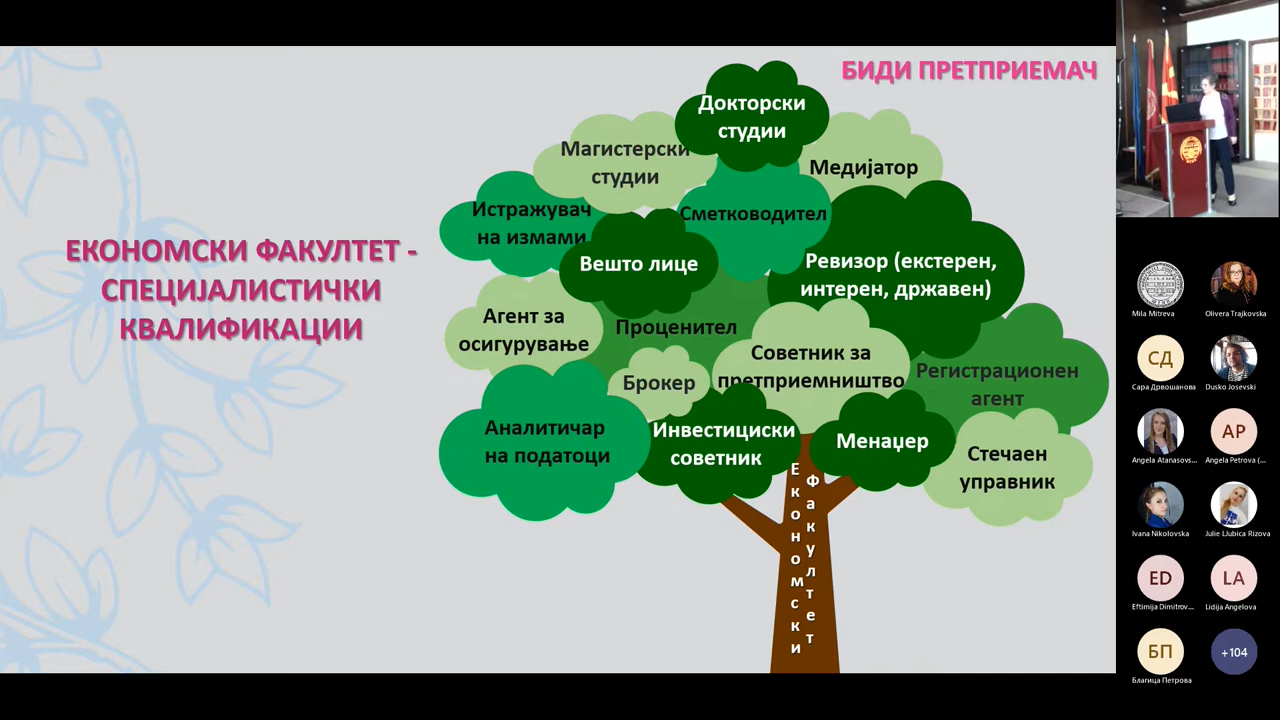 БИДИ ПРЕТПРИЕМАЧ
ЕКОНОМСКИ ФАКУЛТЕТ -
СПЕЦИЈАЛИСТИЧКИ
КВАЛИФИКАЦИИ
Докторски
студии
Магистерски
студии
Медијатор
Истражувач
на измами
Сметководител
Вешто лице
Ревизор (екстерен,
интерен, државен)
Агент за
осигурување
Проценител
Советник за
претприемништво
Брокер
Регистрационен
агент
Аналитичар
на податоци
Инвестициски
советник
Менаџер
Стечаен
управник
Економски
Факултет
Mila Mitreva
Olivera Trajkovska
СД
Сара Дрвошанова
Dusko Josevski
Angela Atanasovs...
AP
Angela Petrova (...
Ivana Nikolovska
Julie LJubica Rizova
ED
Eftimija Dimitrov...
LA
Lidija Angelova
БП
Благица Петрова
+104